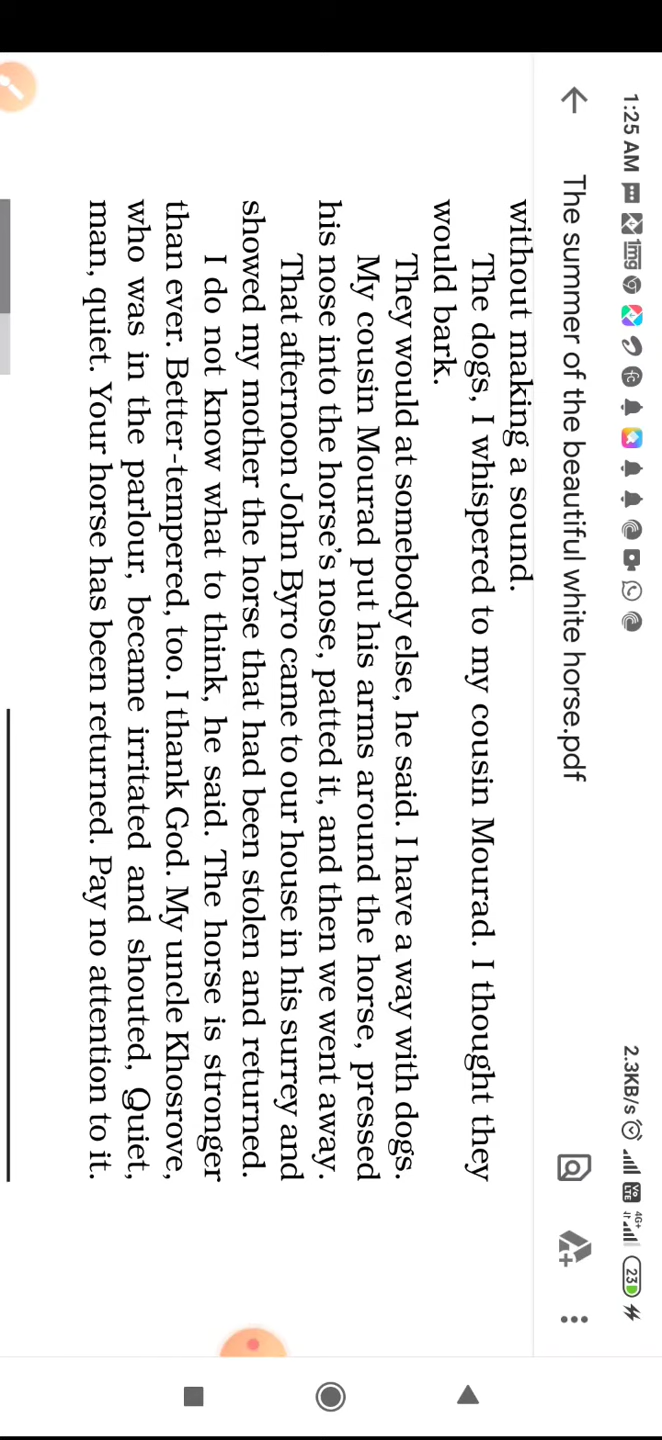 1:25 AM
2.3KB/s
4G+
Vo LTE
23
The summer of the beautiful white horse.pdf
without making a sound.
The dogs, I whispered to my cousin Mourad. I thought they
would bark.
They would at somebody else, he said. I have a way with dogs.
My cousin Mourad put his arms around the horse, pressed
his nose into the horse’s nose, patted it, and then we went away.
That afternoon John Byro came to our house in his surrey and
showed my mother the horse that had been stolen and returned.
I do not know what to think, he said. The horse is stronger
than ever. Better-tempered, too. I thank God. My uncle Khosrove,
who was in the parlour, became irritated and shouted, Quiet,
man, quiet. Your horse has been returned. Pay no attention to it.